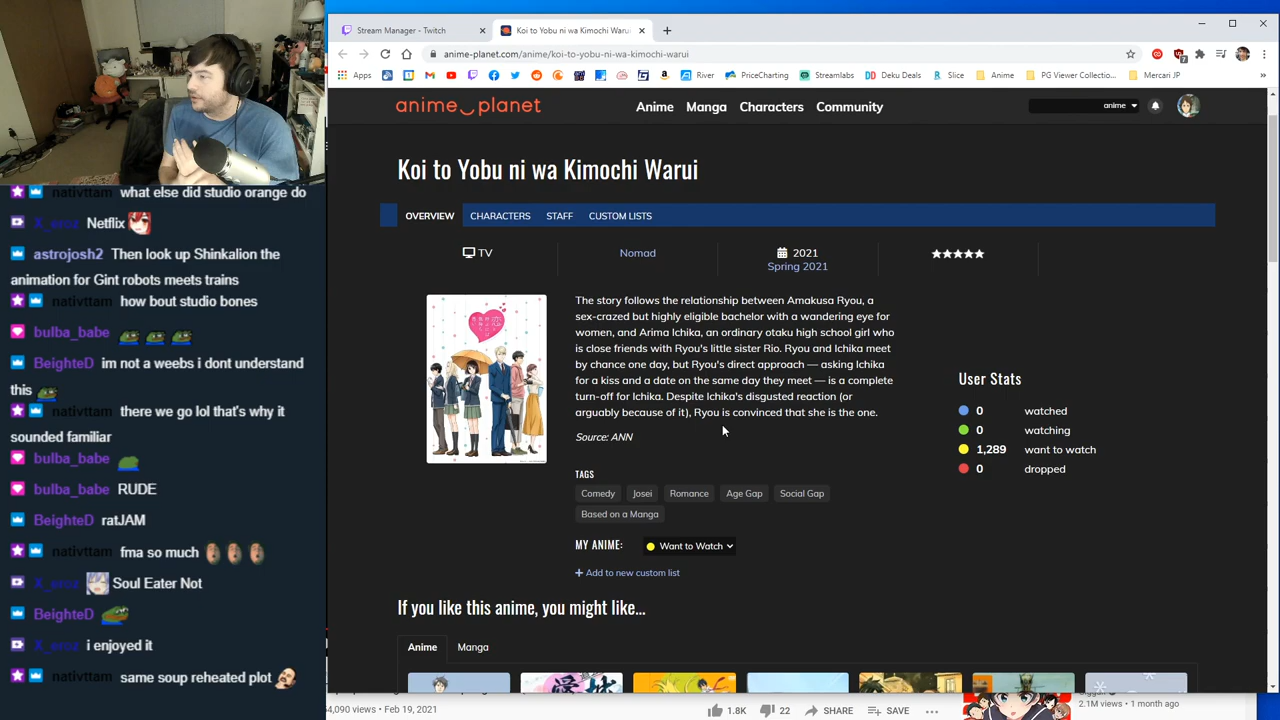 Stream Manager - Twitch
Koi to Yobu ni wa Kimochi Warui
anime-planet.com/anime/koi-to-yobu-ni-wa-kimochi-warui
Apps
River
PriceCharting
Streamlabs
Deku Deals
Slice
Anime
PG Viewer Collectio...
Mercari JP
»
anime planet
Anime
Manga
Characters
Community
anime
Koi to Yobu ni wa Kimochi Warui
OVERVIEW
CHARACTERS
STAFF
CUSTOM LISTS
TV
Nomad
2021
Spring 2021
The story follows the relationship between Amakusa Ryou, a
sex-crazed but highly eligible bachelor with a wandering eye for
women, and Arima Ichika, an ordinary otaku high school girl who
is close friends with Ryou's little sister Rio. Ryou and Ichika meet
by chance one day, but Ryou's direct approach — asking Ichika
for a kiss and a date on the same day they meet — is a complete
turn-off for Ichika. Despite Ichika's disgusted reaction (or
arguably because of it), Ryou is convinced that she is the one.
Source: ANN
TAGS
Comedy
Josei
Romance
Age Gap
Social Gap
Based on a Manga
MY ANIME:
Want to Watch
+ Add to new custom list
User Stats
0 watched
0 watching
1,289 want to watch
0 dropped
If you like this anime, you might like...
Anime
Manga
nativttam what else did studio orange do
Netflix
astrojosh2 Then look up Shinkalion the
animation for Gint robots meets trains
nativttam how bout studio bones
bulba_babe
BeighteD im not a weebs i dont understand
this
nativttam there we go lol that's why it
sounded familiar
bulba_babe
bulba_babe RUDE
BeighteD ratJAM
nativttam fma so much
Soul Eater Not
BeighteD
i enjoyed it
nativttam same soup reheated plot
4,090 views • Feb 19, 2021
1.8K
22
SHARE
SAVE
2.1M views • 1 month ago